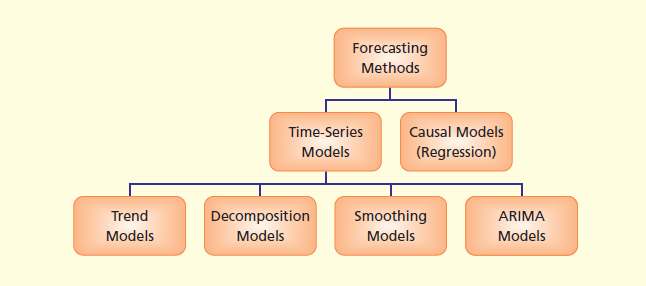 Forecasting
Methods
Time-Series
Models
Causal Models
(Regression)
Trend
Models
Decomposition
Models
Smoothing
Models
ARIMA
Models